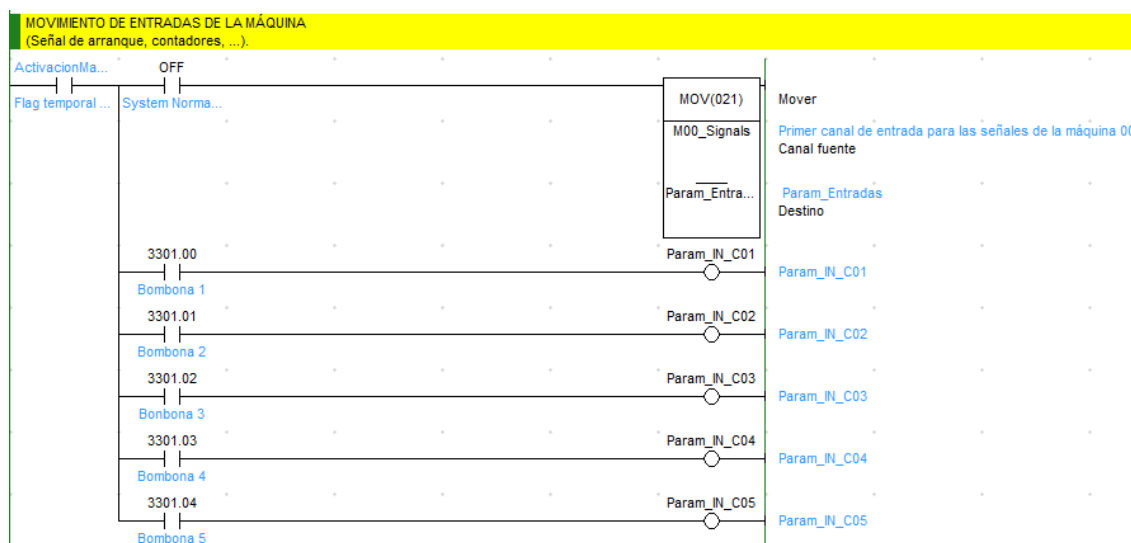 MOVIMIENTO DE ENTRADAS DE LA MÁQUINA
(Señal de arranque, contadores, ...).
ActivacionMa... OFF
Flag temporal ... System Norma...
MOV(021) Mover
M00_Signals Primer canal de entrada para las señales de la máquina 00
Canal fuente
Param_Entra... Param_Entradas
Destino
3301.00 Param_IN_C01
Param_IN_C01
Bombona 1
3301.01 Param_IN_C02
Param_IN_C02
Bombona 2
3301.02 Param_IN_C03
Param_IN_C03
Bonbona 3
3301.03 Param_IN_C04
Param_IN_C04
Bombona 4
3301.04 Param_IN_C05
Param_IN_C05
Bombona 5